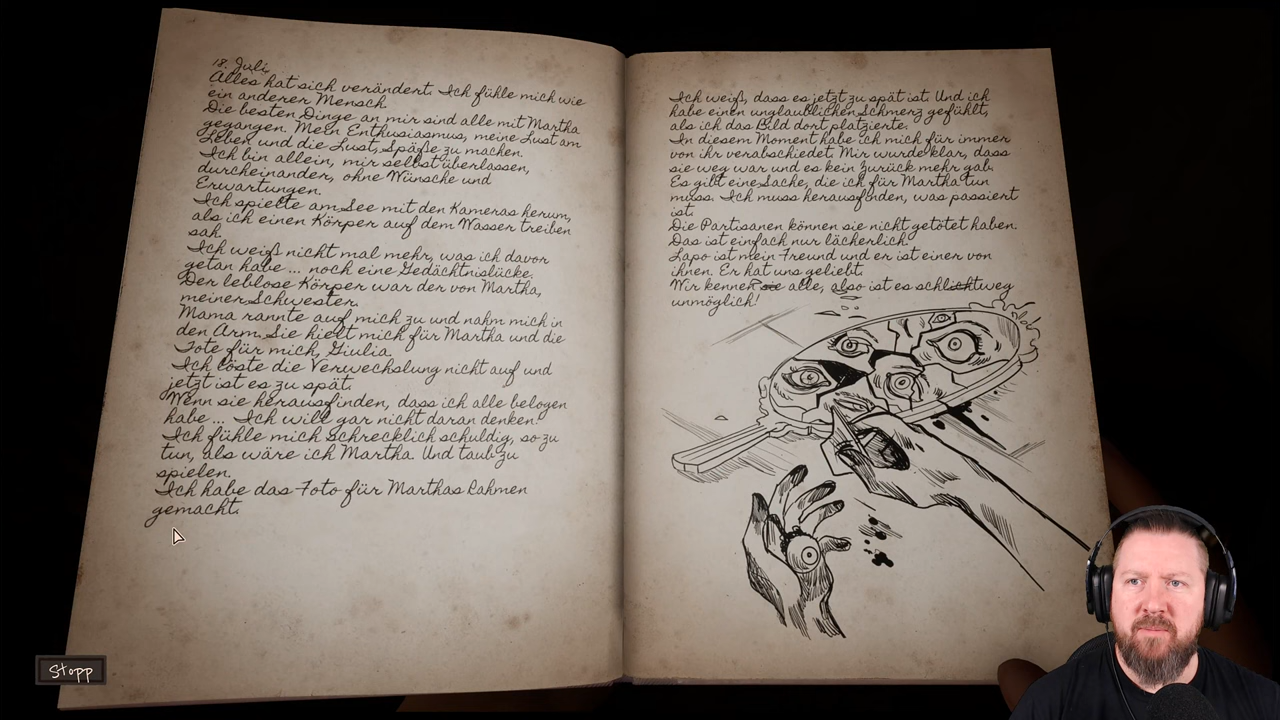 18. Juli
Alles hat sich verändert. Ich fühle mich wie
ein anderer Mensch.
Die besten Dinge an mir sind alle mit Martha
gegangen. Mein Enthusiasmus, meine Lust am
Leben und die Lust, Späße zu machen.
Ich bin allein, mir selbst überlassen,
durcheinander, ohne Wünsche und
Erwartungen.
Ich spielte am See mit den Kameras herum,
als ich einen Körper auf dem Wasser treiben
sah.
Ich weiß nicht mal mehr, was ich davor
getan habe ... noch eine Gedächtnislücke.
Der leblose Körper war der von Martha,
meiner Schwester.
Mama rannte auf mich zu und nahm mich in
den Arm. Sie hielt mich für Martha und die
Tote für mich, Giulia.
Ich löste die Verwechslung nicht auf und
jetzt ist es zu spät.
Wenn sie herausfinden, dass ich alle belogen
habe ... Ich will gar nicht daran denken!
Ich fühle mich schrecklich schuldig, so zu
tun, als wäre ich Martha. Und taub zu
spielen.
Ich habe das Foto für Marthas Rahmen
gemacht.
Ich weiß, dass es jetzt zu spät ist. Und ich
habe einen unglaublichen Schmerz gefühlt,
als ich das Bild dort platzierte.
In diesem Moment habe ich mich für immer
von ihr verabschiedet. Mir wurde klar, dass
sie weg war und es kein Zurück mehr gab.
Es gibt eine Sache, die ich für Martha tun
muss. Ich muss herausfinden, was passiert
ist.
Die Partisanen können sie nicht getötet haben.
Das ist einfach nur lächerlich!
Lapo ist mein Freund und er ist einer von
ihnen. Er hat uns geliebt.
Wir kennen sie alle, also ist es schlichtweg
unmöglich!
Stopp